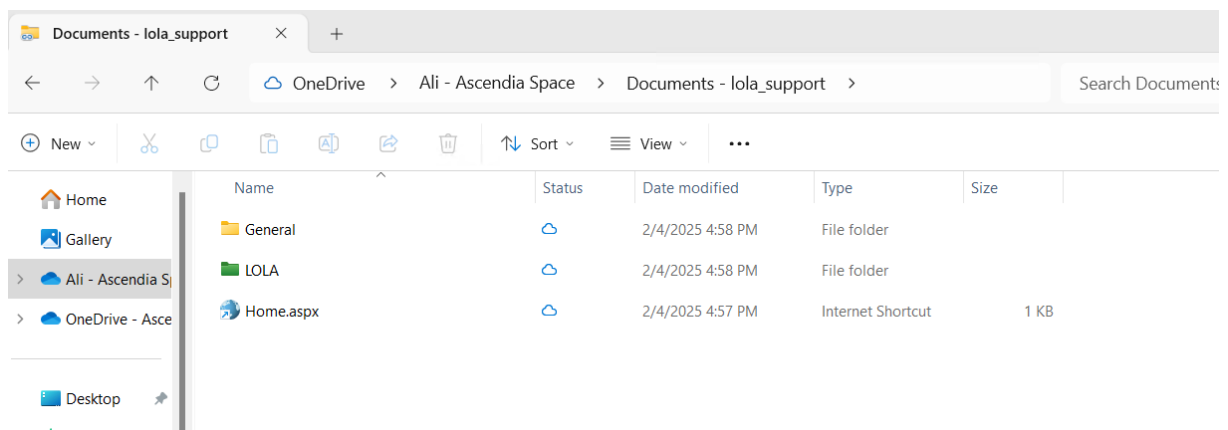 Documents - lola_support
OneDrive > Ali - Ascendia Space > Documents - lola_support >
Search Documents
New
Sort
View
Name Status Date modified Type Size
Home
Gallery
Ali - Ascendia S
OneDrive - Asce
Desktop
General 2/4/2025 4:58 PM File folder
LOLA 2/4/2025 4:58 PM File folder
Home.aspx 2/4/2025 4:57 PM Internet Shortcut 1 KB